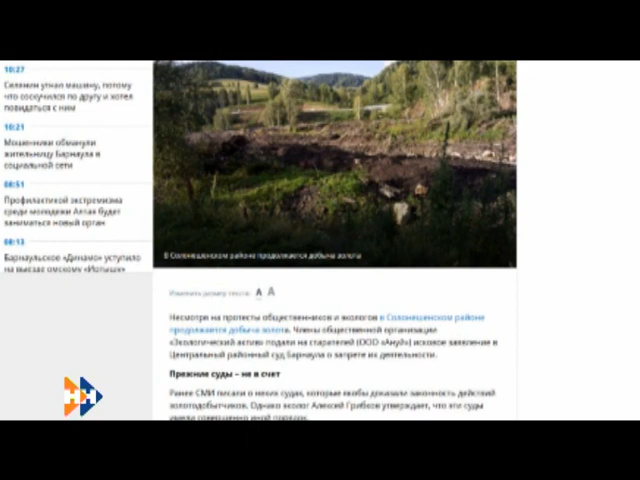 10:27
Селянин угнал машину, потому
что соскучился по другу и хотел
повидаться с ним
10:21
Мошенники обманули
жительницу Барнаула в
социальной сети
08:51
Профилактикой экстремизма
среди молодежи Алтая будет
заниматься новый орган
08:13
Барнаульское «Динамо» уступило
на выезде омскому «Иртышу»
В Солонешенском районе продолжается добыча золота
Изменить размер текста: А А
Несмотря на протесты общественников и экологов в Солонешенском районе
продолжается добыча золота. Члены общественной организации
«Экологический актив» подали на старателей (ООО «Ануй») исковое заявление в
Центральный районный суд Барнаула о запрете их деятельности.
Прежние суды – не в счет
Ранее СМИ писали о неких судах, которые якобы доказали законность действий
золотодобытчиков. Однако эколог Алексей Грибков утверждает, что эти суды
имели совершенно иной порядок.
НН